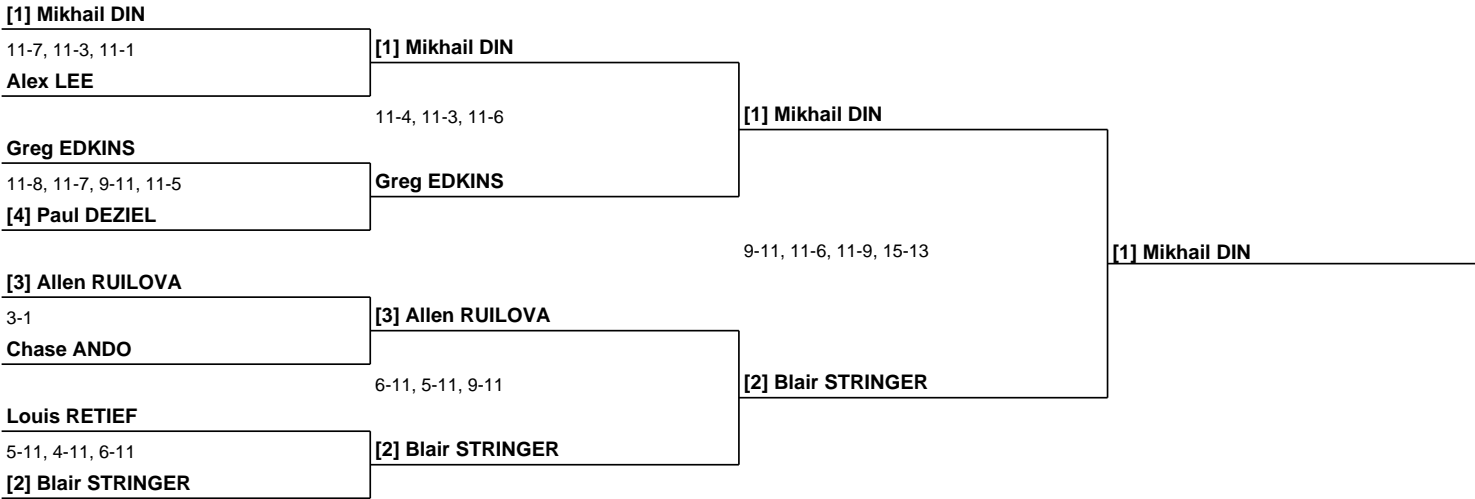 [1] Mikhail DIN
11-7, 11-3, 11-1
[1] Mikhail DIN
Alex LEE
11-4, 11-3, 11-6
[1] Mikhail DIN
Greg EDKINS
11-8, 11-7, 9-11, 11-5
Greg EDKINS
[4] Paul DEZIEL
9-11, 11-6, 11-9, 15-13
[1] Mikhail DIN
[3] Allen RUILOVA
3-1
[3] Allen RUILOVA
Chase ANDO
6-11, 5-11, 9-11
[2] Blair STRINGER
Louis RETIEF
5-11, 4-11, 6-11
[2] Blair STRINGER
[2] Blair STRINGER